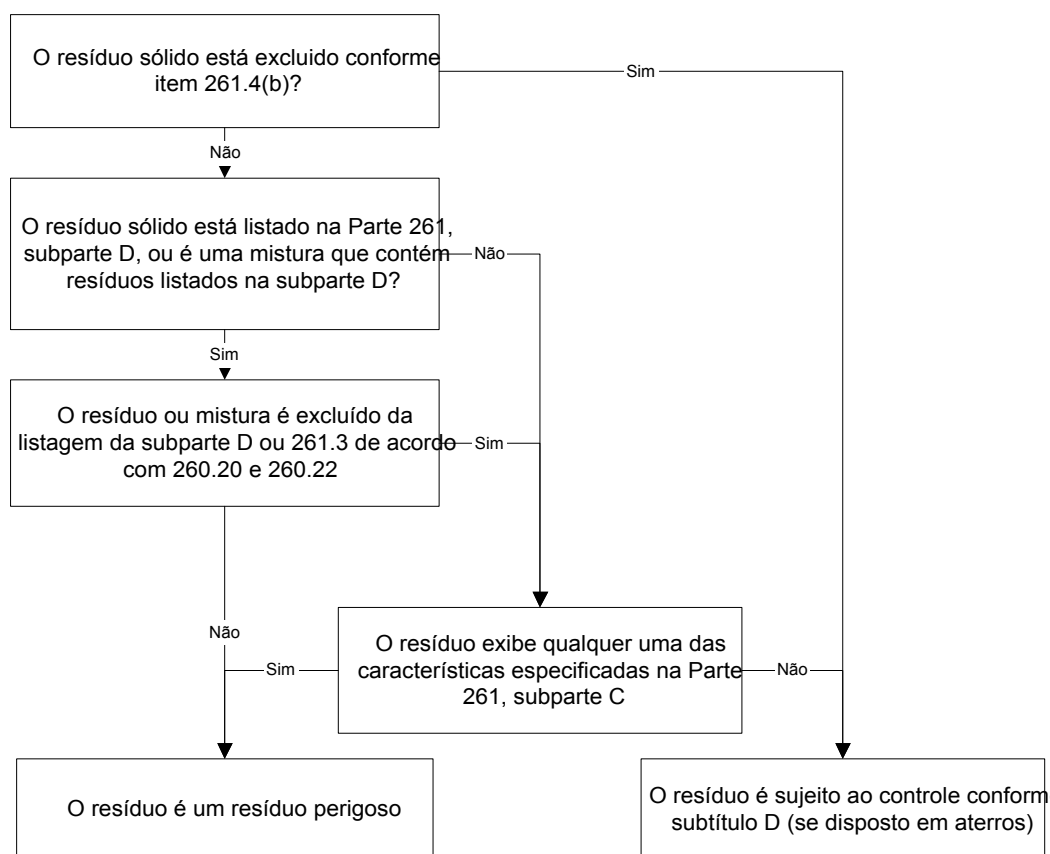 O resíduo sólido está excluido conforme
item 261.4(b)?
Sim
Não
O resíduo sólido está listado na Parte 261,
subparte D, ou é uma mistura que contém
resíduos listados na subparte D?
Não
Sim
O resíduo ou mistura é excluído da
listagem da subparte D ou 261.3 de acordo
com 260.20 e 260.22
Sim
Não
O resíduo exibe qualquer uma das
características especificadas na Parte
261, subparte C
Sim
Não
O resíduo é um resíduo perigoso
O resíduo é sujeito ao controle conform
subtítulo D (se disposto em aterros)